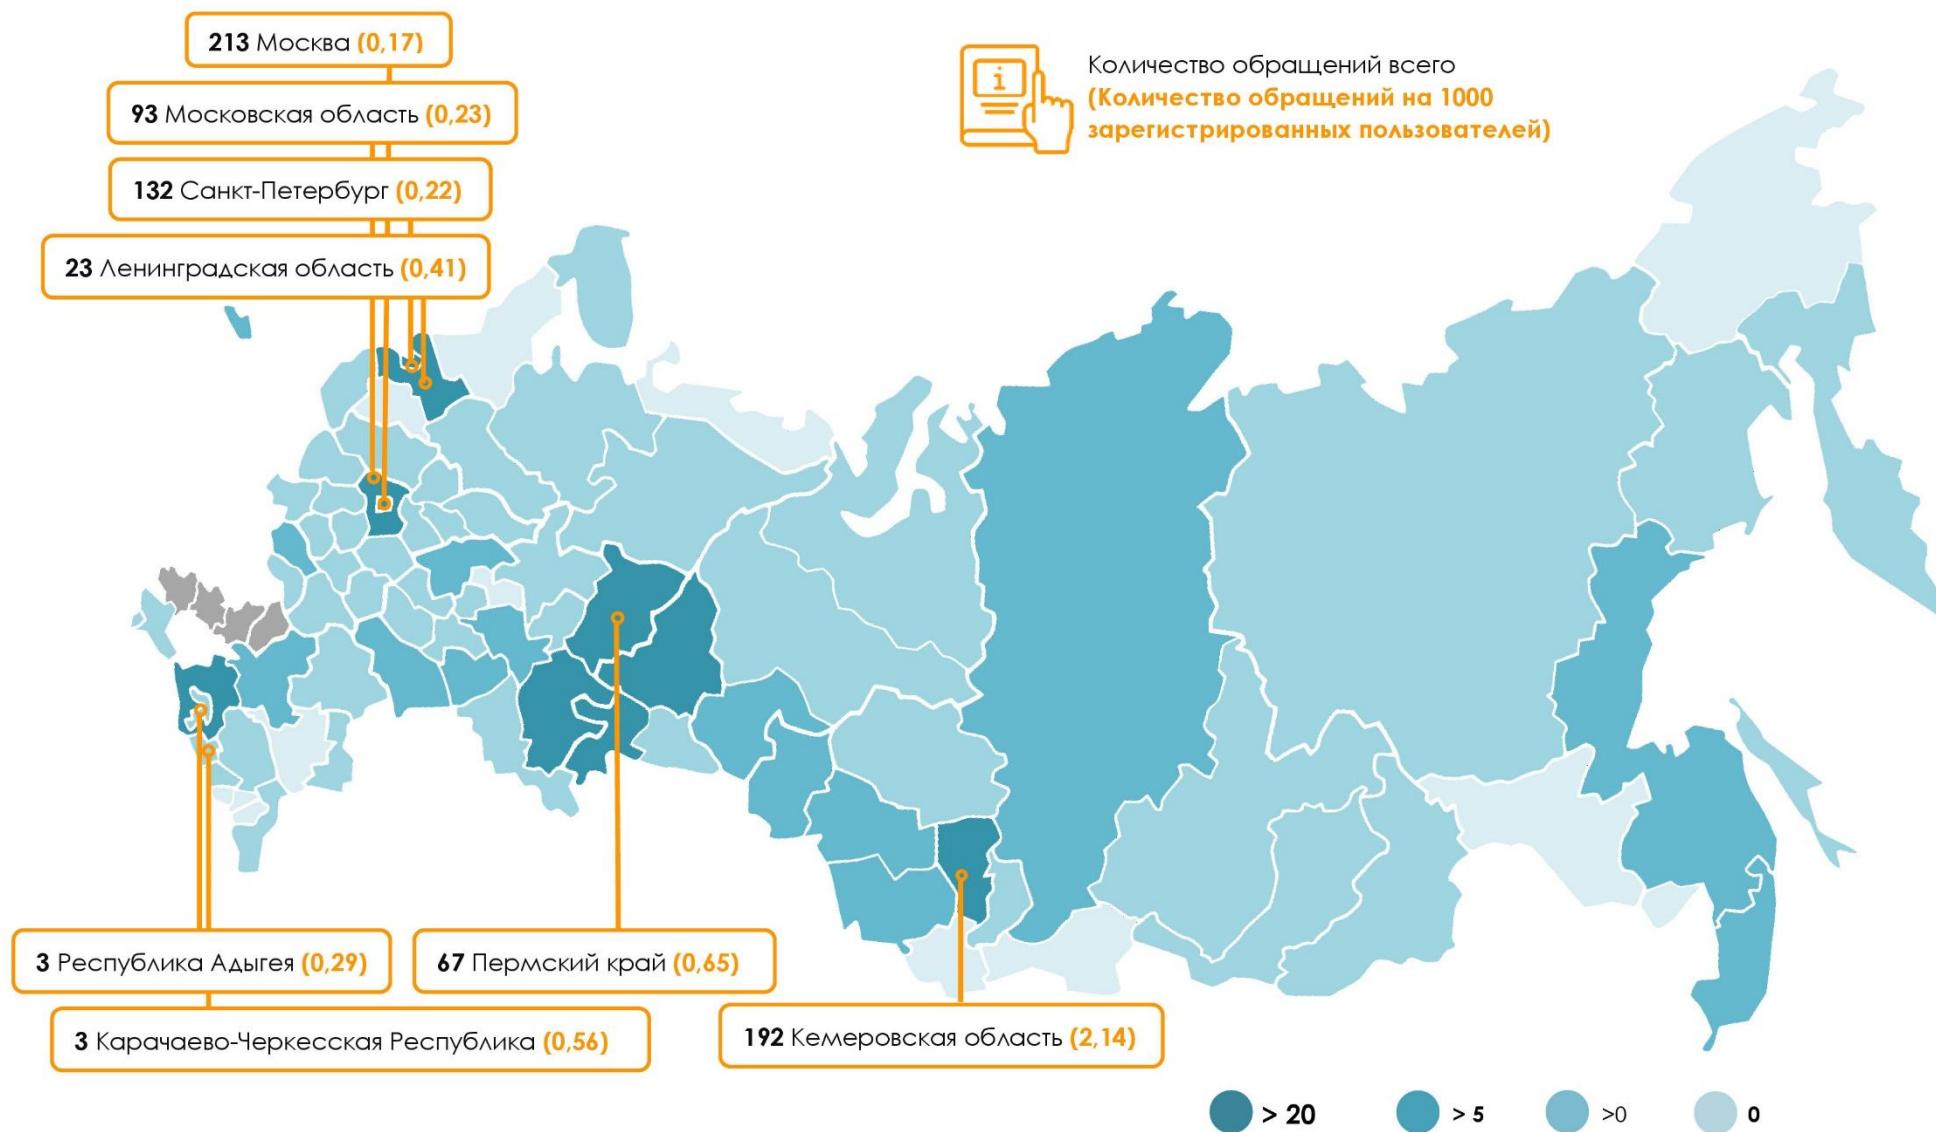 213 Москва (0,17)
93 Московская область (0,23)
132 Санкт-Петербург (0,22)
23 Ленинградская область (0,41)
i
Количество обращений всего
(Количество обращений на 1000
зарегистрированных пользователей)
3 Республика Адыгея (0,29)
67 Пермский край (0,65)
3 Карачаево-Черкесская Республика (0,56)
192 Кемеровская область (2,14)
> 20
> 5
>0
0